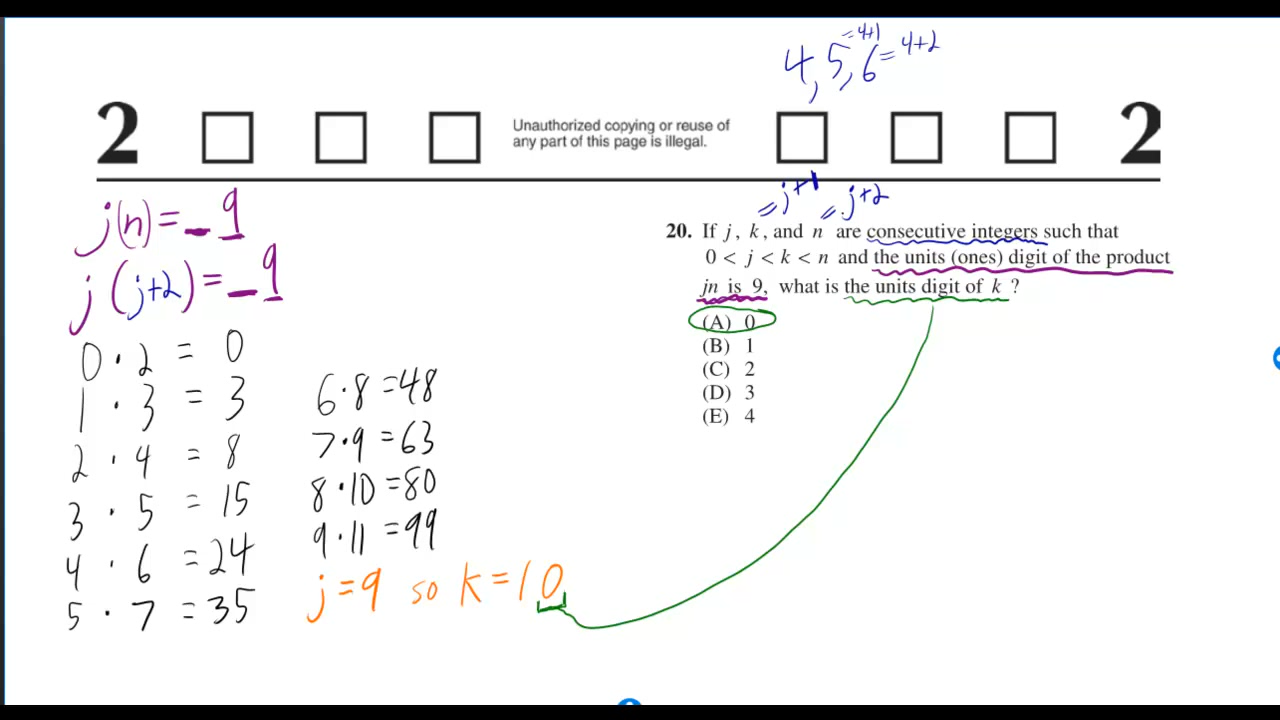 4, 5, 6
=4+1
=4+2
2
Unauthorized copying or reuse of
any part of this page is illegal.
2
=j+1
=j+2
20. If j, k, and n are consecutive integers such that
0 < j < k < n and the units (ones) digit of the product
jn is 9, what is the units digit of k ?
(A) 0
(B) 1
(C) 2
(D) 3
(E) 4
j(n) = _ 9
j(j+2) = _ 9
0 · 2 = 0
1 · 3 = 3
2 · 4 = 8
3 · 5 = 15
4 · 6 = 24
5 · 7 = 35
6·8=48
7·9=63
8·10=80
9·11=99
j=9 so k=10